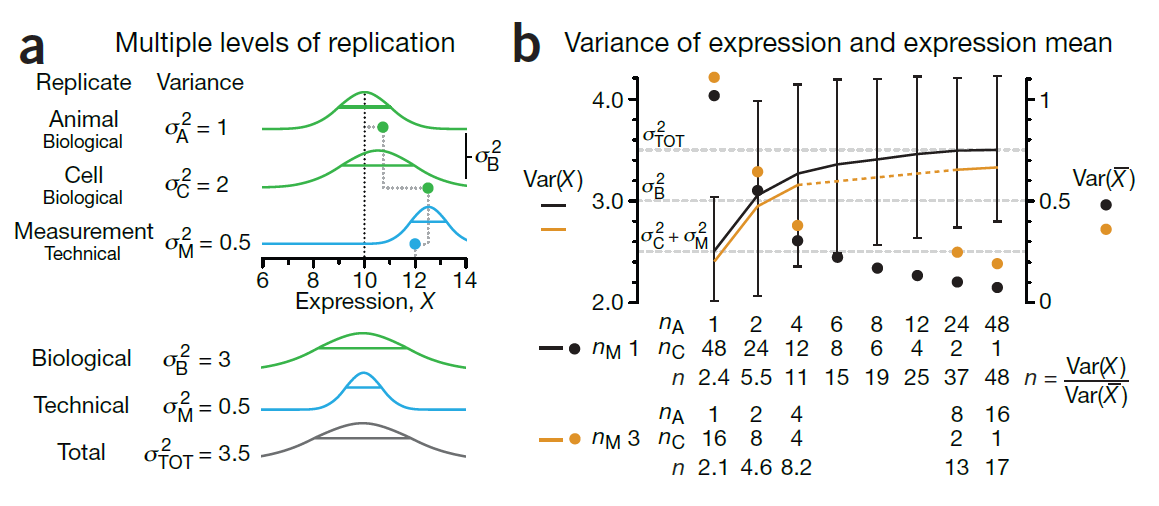 a Multiple levels of replication
Replicate Variance
Animal
Biological
σ²A = 1
Cell
Biological
σ²C = 2
σ²B
Measurement
Technical
σ²M = 0.5
6 8 10 12 14
Expression, X
Biological σ²B = 3
Technical σ²M = 0.5
Total σ²TOT = 3.5
b Variance of expression and expression mean
Var(X)
4.0
3.0
2.0
σ²TOT
σ²B
σ²C + σ²M
1
0.5
0
Var(X̅)
nA 1 2 4 6 8 12 24 48
nM 1 nC 48 24 12 8 6 4 2 1
n 2.4 5.5 11 15 19 25 37 48
n = Var(X) / Var(X̅)
nA 1 2 4 8 16
nM 3 nC 16 8 4 2 1
n 2.1 4.6 8.2 13 17